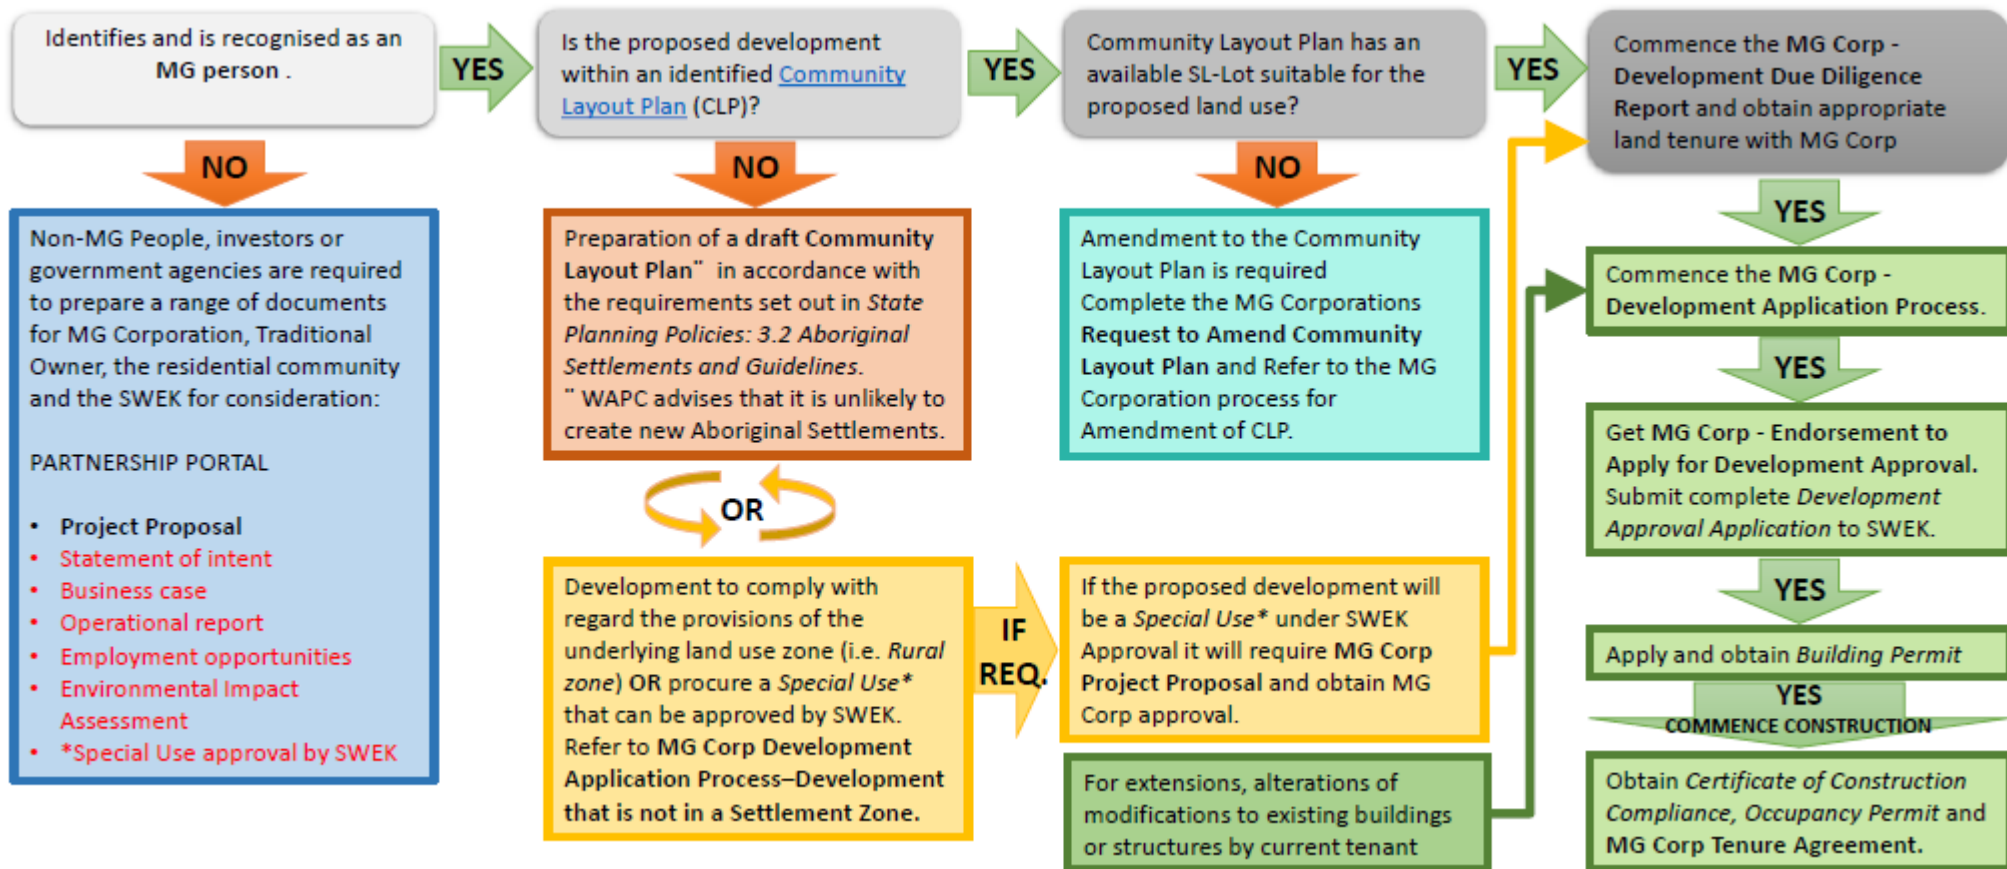 Identifies and is recognised as an
MG person .
YES
Is the proposed development
within an identified Community
Layout Plan (CLP)?
YES
Community Layout Plan has an
available SL-Lot suitable for the
proposed land use?
YES
Commence the MG Corp -
Development Due Diligence
Report and obtain appropriate
land tenure with MG Corp
NO
NO
NO
YES
Non-MG People, investors or
government agencies are required
to prepare a range of documents
for MG Corporation, Traditional
Owner, the residential community
and the SWEK for consideration:
PARTNERSHIP PORTAL
• Project Proposal
• Statement of intent
• Business case
• Operational report
• Employment opportunities
• Environmental Impact
Assessment
• *Special Use approval by SWEK
Preparation of a draft Community
Layout Plan¨ in accordance with
the requirements set out in State
Planning Policies: 3.2 Aboriginal
Settlements and Guidelines.
¨ WAPC advises that it is unlikely to
create new Aboriginal Settlements.
OR
Development to comply with
regard the provisions of the
underlying land use zone (i.e. Rural
zone) OR procure a Special Use*
that can be approved by SWEK.
Refer to MG Corp Development
Application Process–Development
that is not in a Settlement Zone.
IF
REQ.
Amendment to the Community
Layout Plan is required
Complete the MG Corporations
Request to Amend Community
Layout Plan and Refer to the MG
Corporation process for
Amendment of CLP.
If the proposed development will
be a Special Use* under SWEK
Approval it will require MG Corp
Project Proposal and obtain MG
Corp approval.
For extensions, alterations of
modifications to existing buildings
or structures by current tenant
Commence the MG Corp -
Development Application Process.
YES
Get MG Corp - Endorsement to
Apply for Development Approval.
Submit complete Development
Approval Application to SWEK.
YES
Apply and obtain Building Permit
YES
COMMENCE CONSTRUCTION
Obtain Certificate of Construction
Compliance, Occupancy Permit and
MG Corp Tenure Agreement.